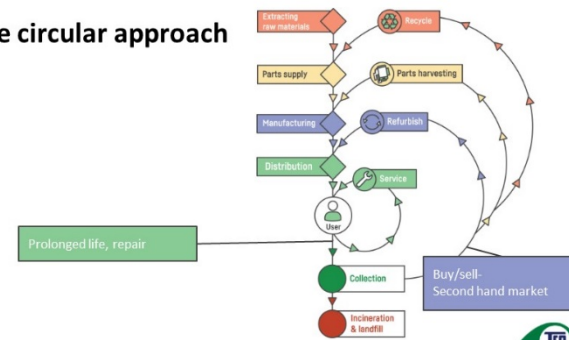 e circular approach
Extracting
raw materials
Recycle
Parts supply
Parts harvesting
Manufacturing
Refurbish
Distribution
Service
User
Prolonged life, repair
Collection
Buy/sell-
Second hand market
Incineration
& landfill